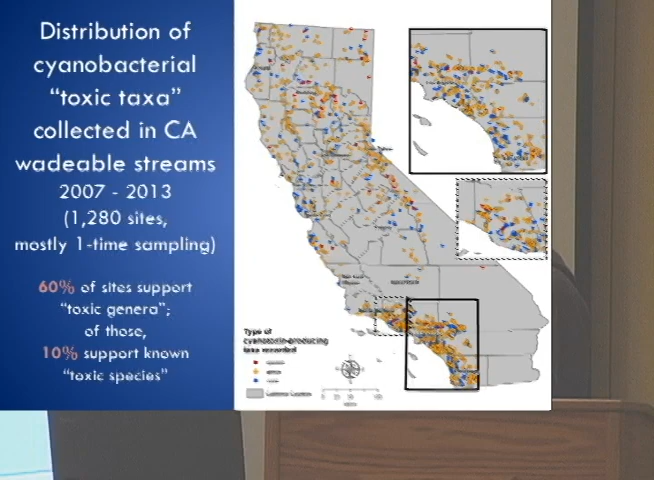 Distribution of
cyanobacterial
“toxic taxa”
collected in CA
wadeable streams
2007 - 2013
(1,280 sites,
mostly 1-time sampling)
60% of sites support
“toxic genera”;
of those,
10% support known
“toxic species”
Type of
cyanotoxin-producing
taxa recorded
California Counties